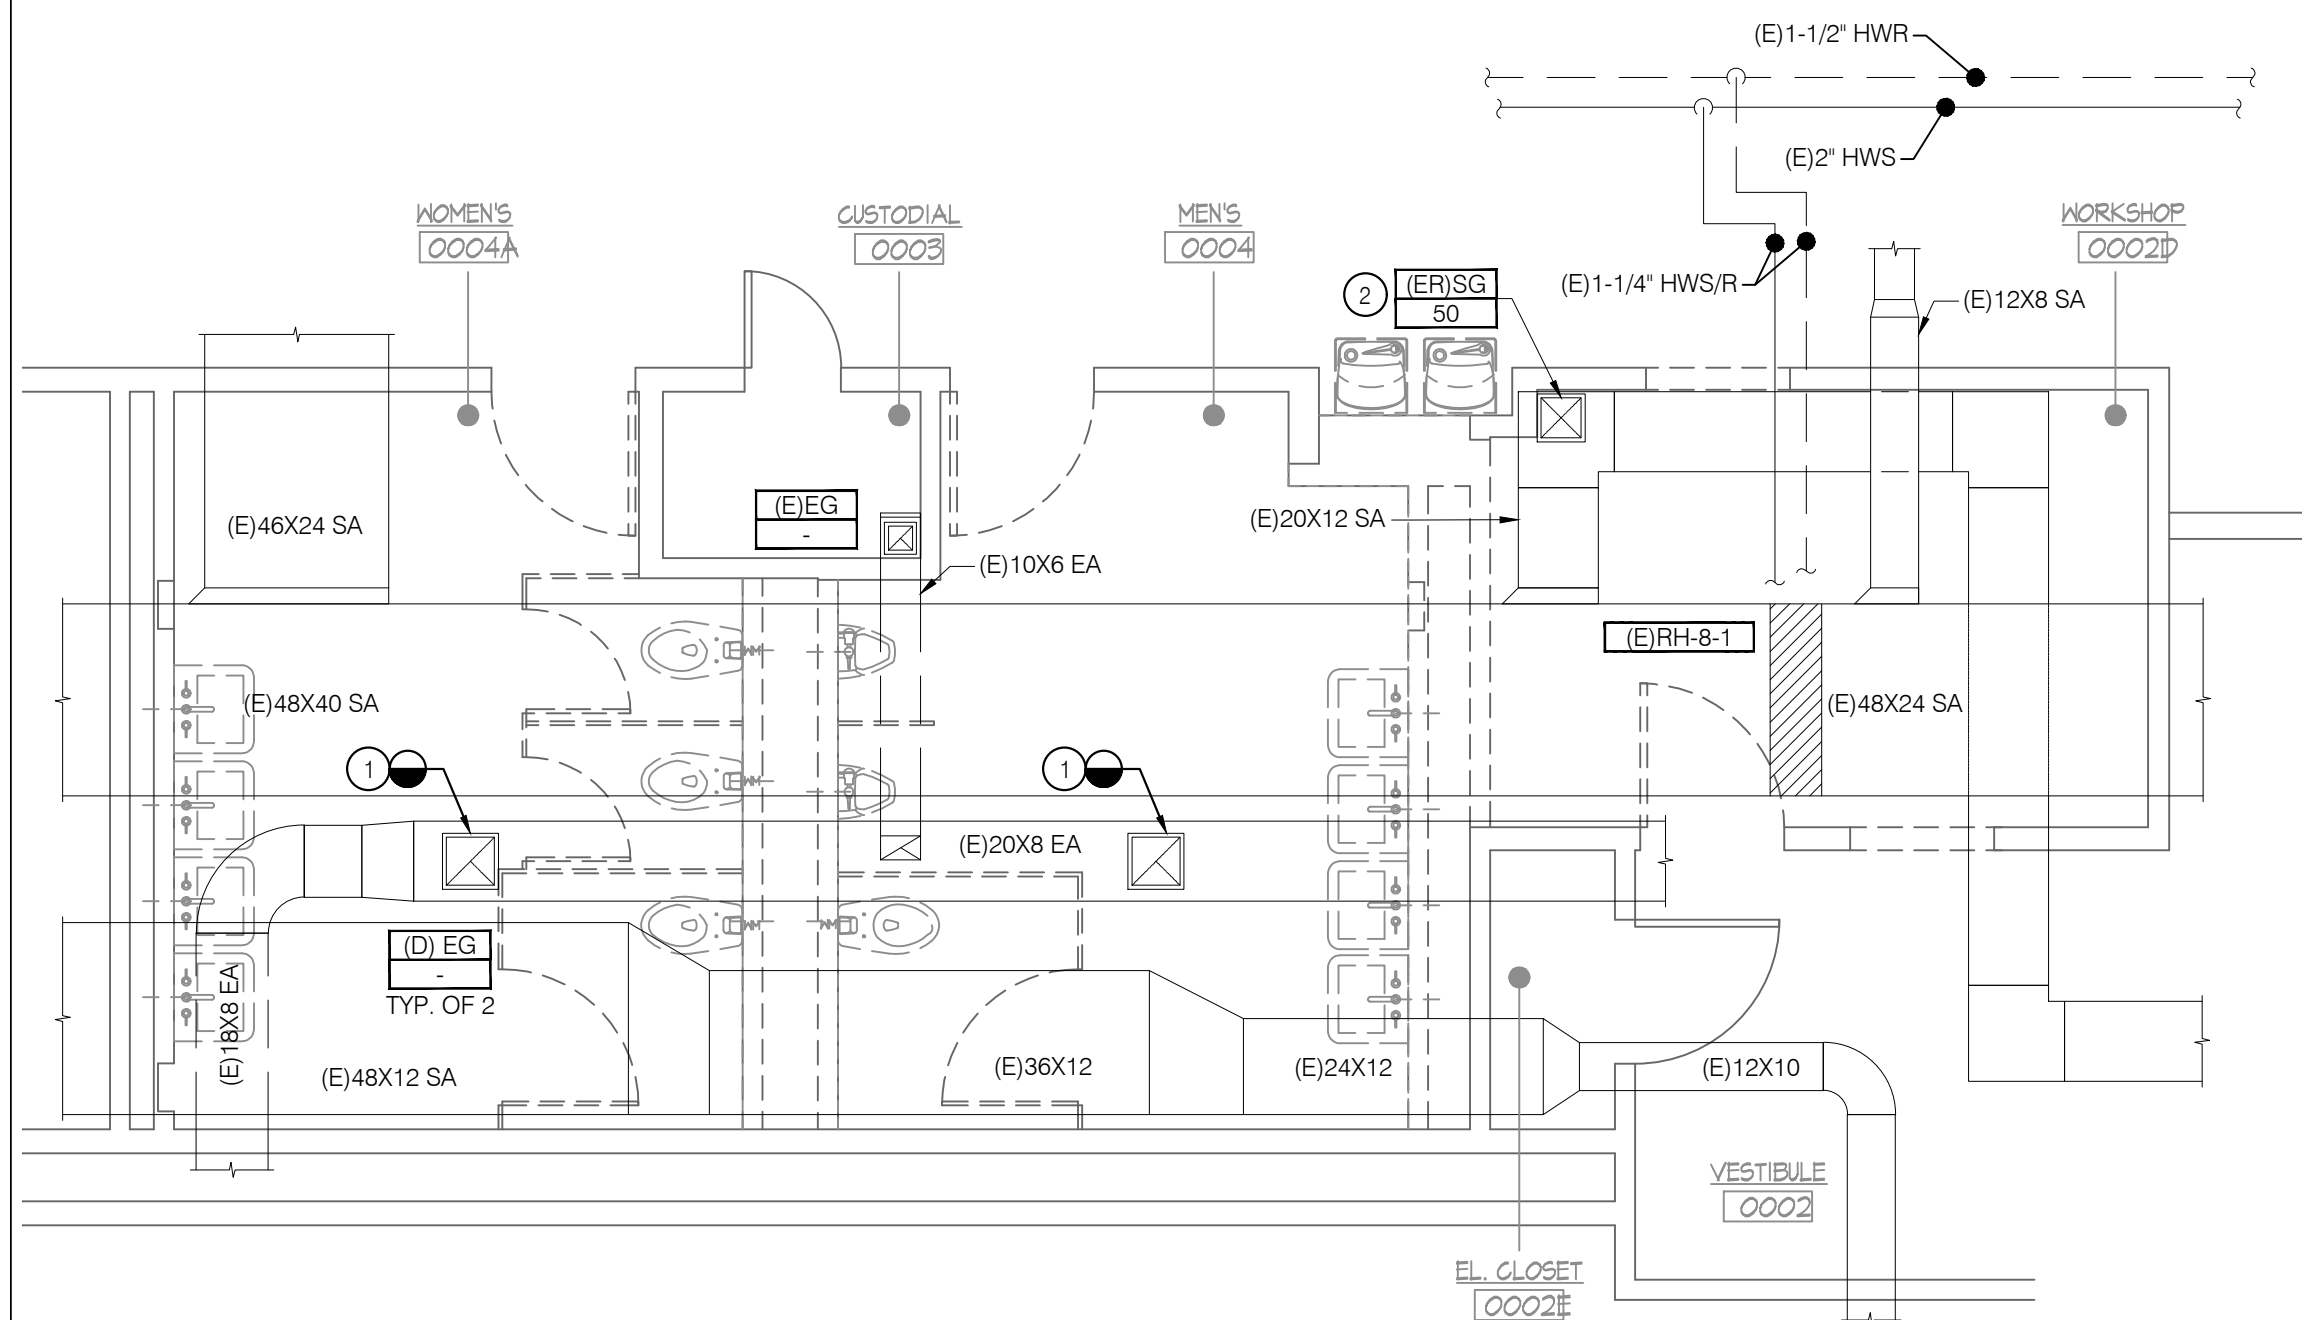 (E)1-1/2" HWR
(E)2" HWS
WOMEN'S
0004A
CUSTODIAL
0003
MEN'S
0004
WORKSHOP
0002D
2
(ER)SG
50
(E)1-1/4" HWS/R
(E)12X8 SA
(E)46X24 SA
(E)EG
-
(E)20X12 SA
(E)10X6 EA
(E)RH-8-1
(E)48X40 SA
(E)48X24 SA
1
1
(E)20X8 EA
(D) EG
-
TYP. OF 2
(E)18X8 EA
(E)48X12 SA
(E)36X12
(E)24X12
(E)12X10
VESTIBULE
0002
EL. CLOSET
0002E